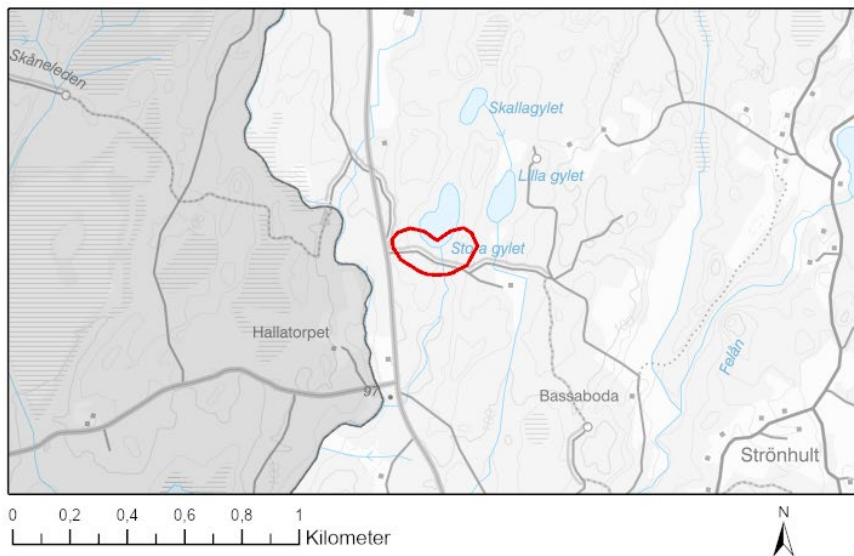 Skåneleden
Skallagylet
Lilla gylet
Stora gylet
Hallatorpet
97
Bassaboda
Felån
Strönhult
0 0,2 0,4 0,6 0,8 1
Kilometer
N